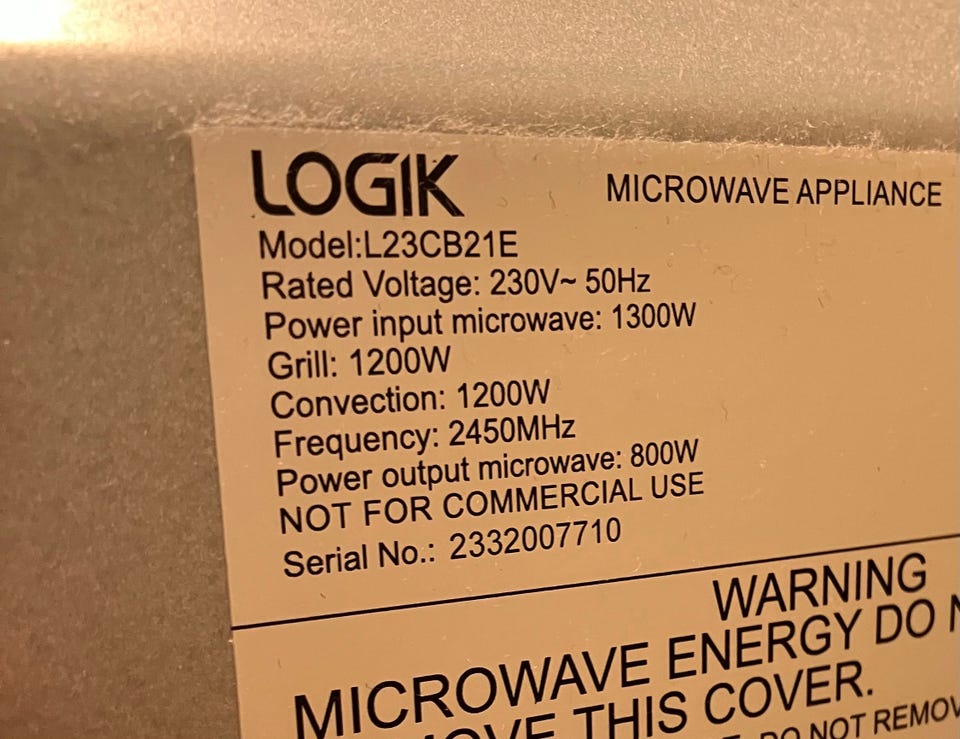 LOGIK
MICROWAVE APPLIANCE
Model:L23CB21E
Rated Voltage: 230V~ 50Hz
Power input microwave: 1300W
Grill: 1200W
Convection: 1200W
Frequency: 2450MHz
Power output microwave: 800W
NOT FOR COMMERCIAL USE
Serial No.: 2332007710
WARNING
MICROWAVE ENERGY DO
THIS COVER.
DO NOT REMOV